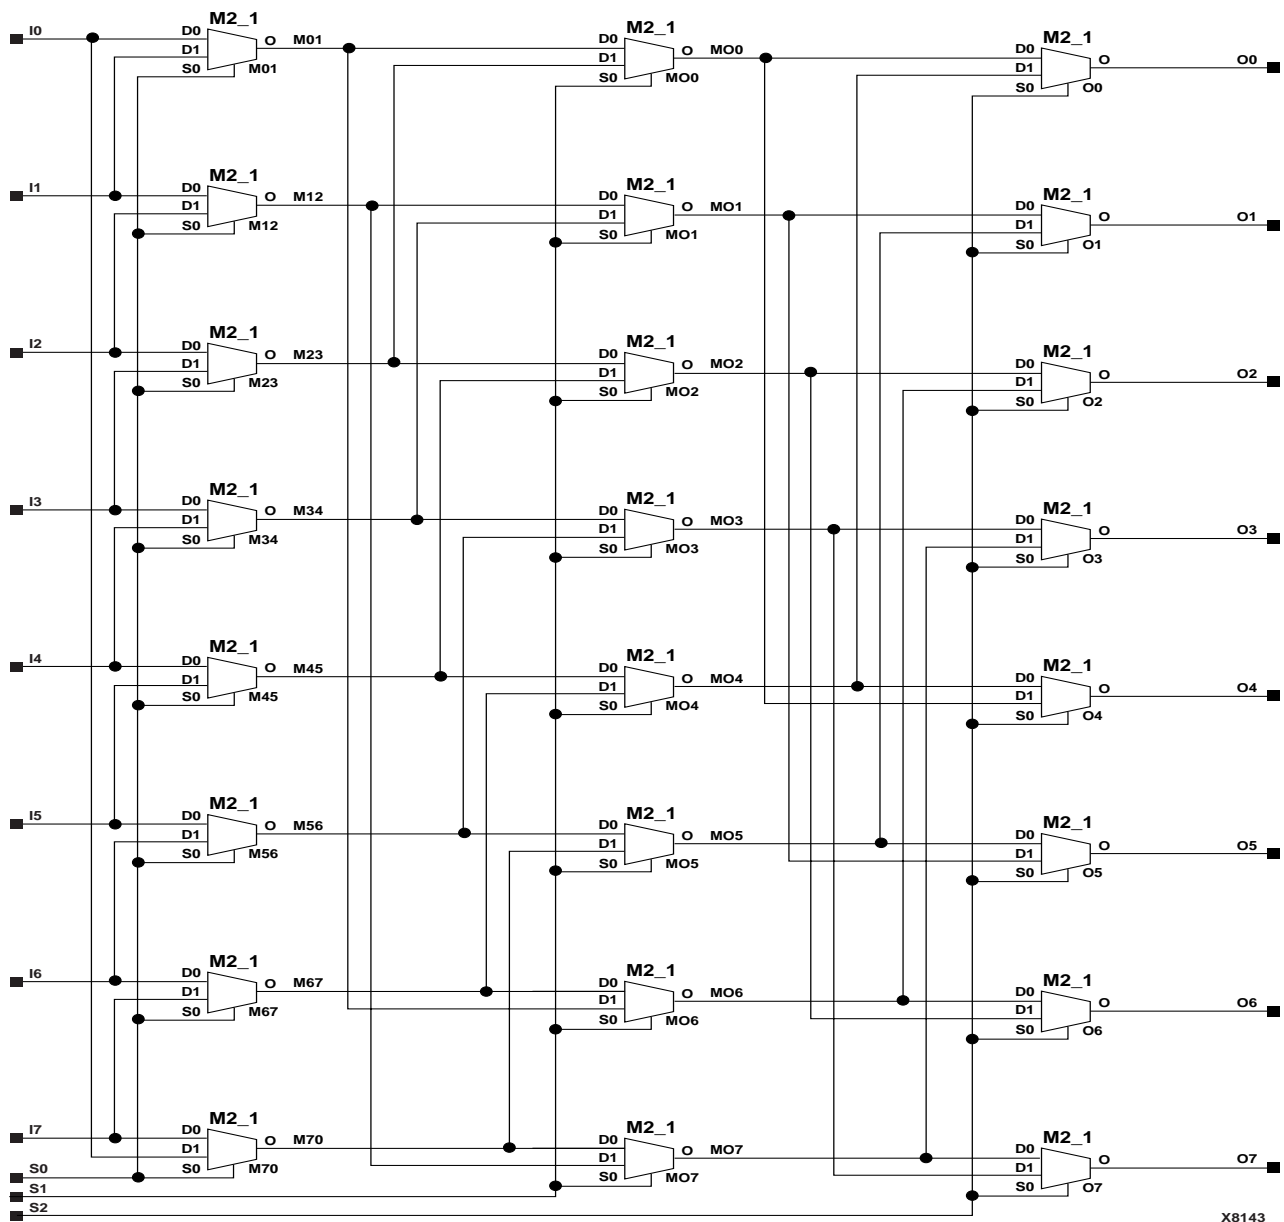 M2_1 M2_1 M2_1
I0 D0 O M01 D0 O MO0 D0 O O0
D1 D1 D1
S0 M01 S0 MO0 S0 O0
M2_1 M2_1 M2_1
I1 D0 O M12 D0 O MO1 D0 O O1
D1 D1 D1
S0 M12 S0 MO1 S0 O1
M2_1 M2_1 M2_1
I2 D0 O M23 D0 O MO2 D0 O O2
D1 D1 D1
S0 M23 S0 MO2 S0 O2
M2_1 M2_1 M2_1
I3 D0 O M34 D0 O MO3 D0 O O3
D1 D1 D1
S0 M34 S0 MO3 S0 O3
M2_1 M2_1 M2_1
I4 D0 O M45 D0 O MO4 D0 O O4
D1 D1 D1
S0 M45 S0 MO4 S0 O4
M2_1 M2_1 M2_1
I5 D0 O M56 D0 O MO5 D0 O O5
D1 D1 D1
S0 M56 S0 MO5 S0 O5
M2_1 M2_1 M2_1
I6 D0 O M67 D0 O MO6 D0 O O6
D1 D1 D1
S0 M67 S0 MO6 S0 O6
M2_1 M2_1 M2_1
I7 D0 O M70 D0 O MO7 D0 O O7
D1 D1 D1
S0 S0 M70 S0 MO7 S0 O7
S1
S2
X8143